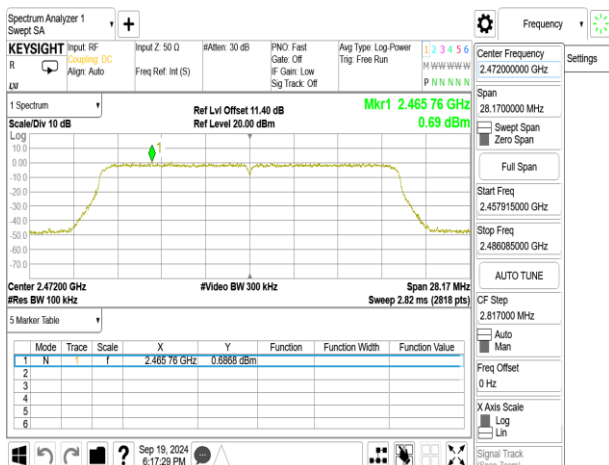 Spectrum Analyzer 1
Swept SA
Frequency
KEYSIGHT
R
LXI
Input: RF
Coupling: DC
Align: Auto
Input Z: 50 Ω
Freq Ref: Int (S)
#Atten: 30 dB
PNO: Fast
Gate: Off
IF Gain: Low
Sig Track: Off
Avg Type: Log-Power
Trig: Free Run
1 2 3 4 5 6
M W W W W W
P N N N N N
Center Frequency
2.472000000 GHz
Settings
Span
28.1700000 MHz
Swept Span
Zero Span
Full Span
Start Freq
2.457915000 GHz
Stop Freq
2.486085000 GHz
AUTO TUNE
CF Step
2.817000 MHz
Auto
Man
Freq Offset
0 Hz
X Axis Scale
Log
Lin
Signal Track
(Span Zoom)
1 Spectrum
Scale/Div 10 dB
Ref Lvl Offset 11.40 dB
Ref Level 20.00 dBm
Mkr1 2.465 76 GHz
0.69 dBm
Log
10.0
0.00
-10.0
-20.0
-30.0
-40.0
-50.0
-60.0
-70.0
1
Center 2.47200 GHz
#Res BW 100 kHz
#Video BW 300 kHz
Span 28.17 MHz
Sweep 2.82 ms (2818 pts)
5 Marker Table
Mode Trace Scale X Y Function Function Width Function Value
1 N 1 f 2.465 76 GHz 0.6868 dBm
2
3
4
5
6
?
Sep 19, 2024
6:17:29 PM